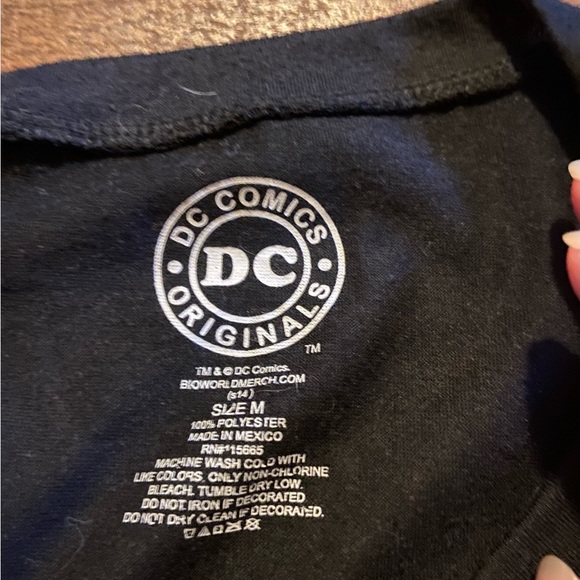 DC COMICS
DC
ORIGINALS
TM
TM & © DC Comics.
BIOWORLDMERCH.COM
(s14)
SIZE M
100% POLYESTER
MADE IN MEXICO
RN# 15665
MACHINE WASH COLD WITH
LIKE COLORS. ONLY NON-CHLORINE
BLEACH. TUMBLE DRY LOW.
DO NOT IRON IF DECORATED
DO NOT DRY CLEAN IF DECORATED.